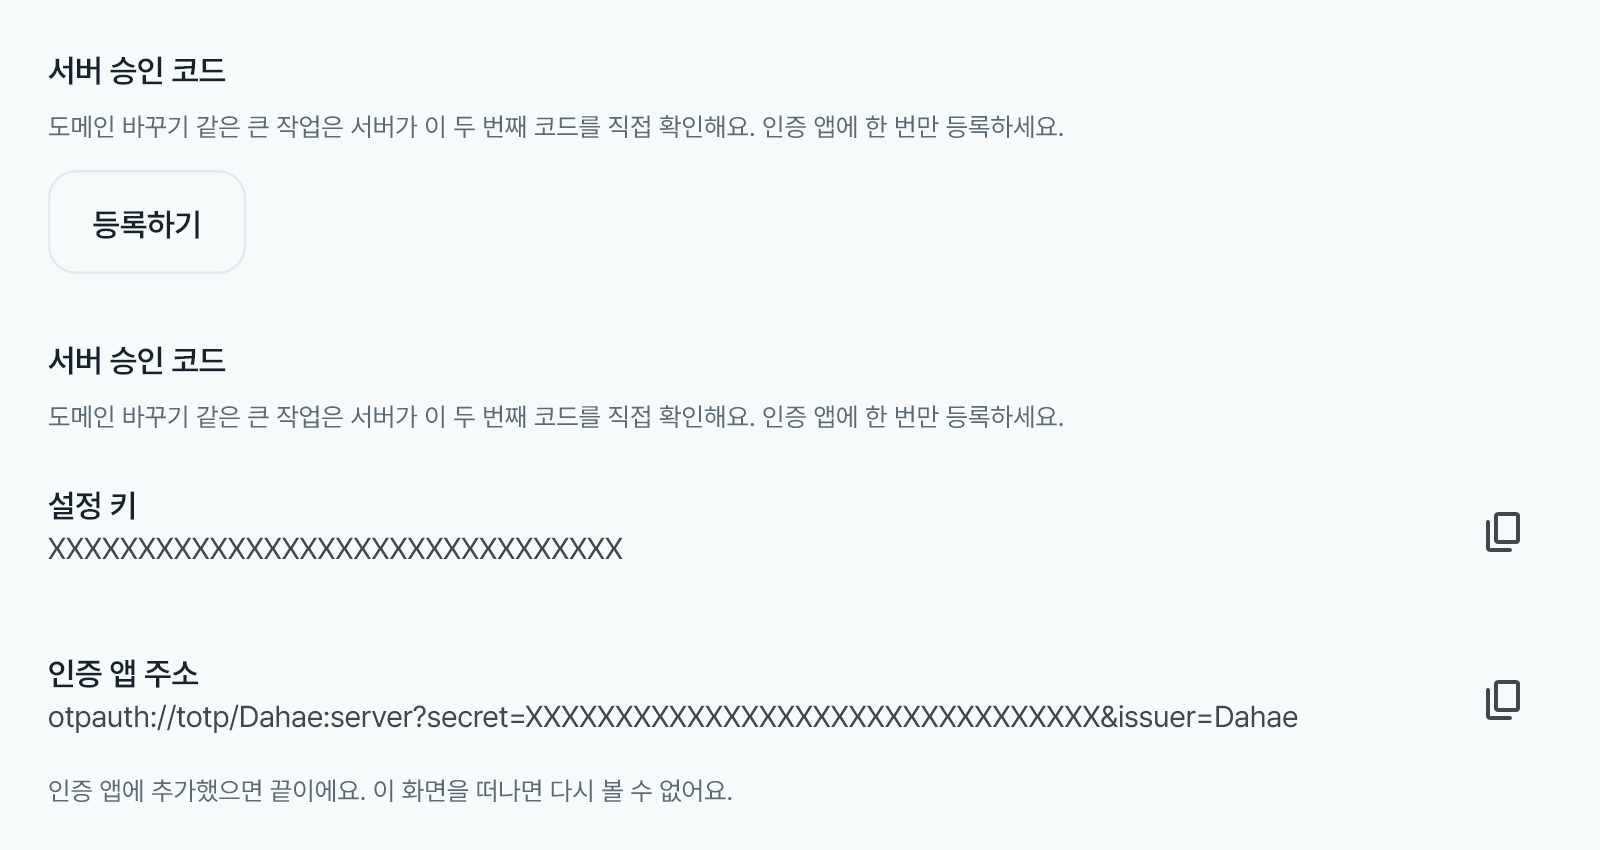 서버 승인 코드
도메인 바꾸기 같은 큰 작업은 서버가 이 두 번째 코드를 직접 확인해요. 인증 앱에 한 번만 등록하세요.
등록하기
서버 승인 코드
도메인 바꾸기 같은 큰 작업은 서버가 이 두 번째 코드를 직접 확인해요. 인증 앱에 한 번만 등록하세요.
설정 키
XXXXXXXXXXXXXXXXXXXXXXXXXXXXXXXX
인증 앱 주소
otpauth://totp/Dahae:server?secret=XXXXXXXXXXXXXXXXXXXXXXXXXXXXXXXX&issuer=Dahae
인증 앱에 추가했으면 끝이에요. 이 화면을 떠나면 다시 볼 수 없어요.